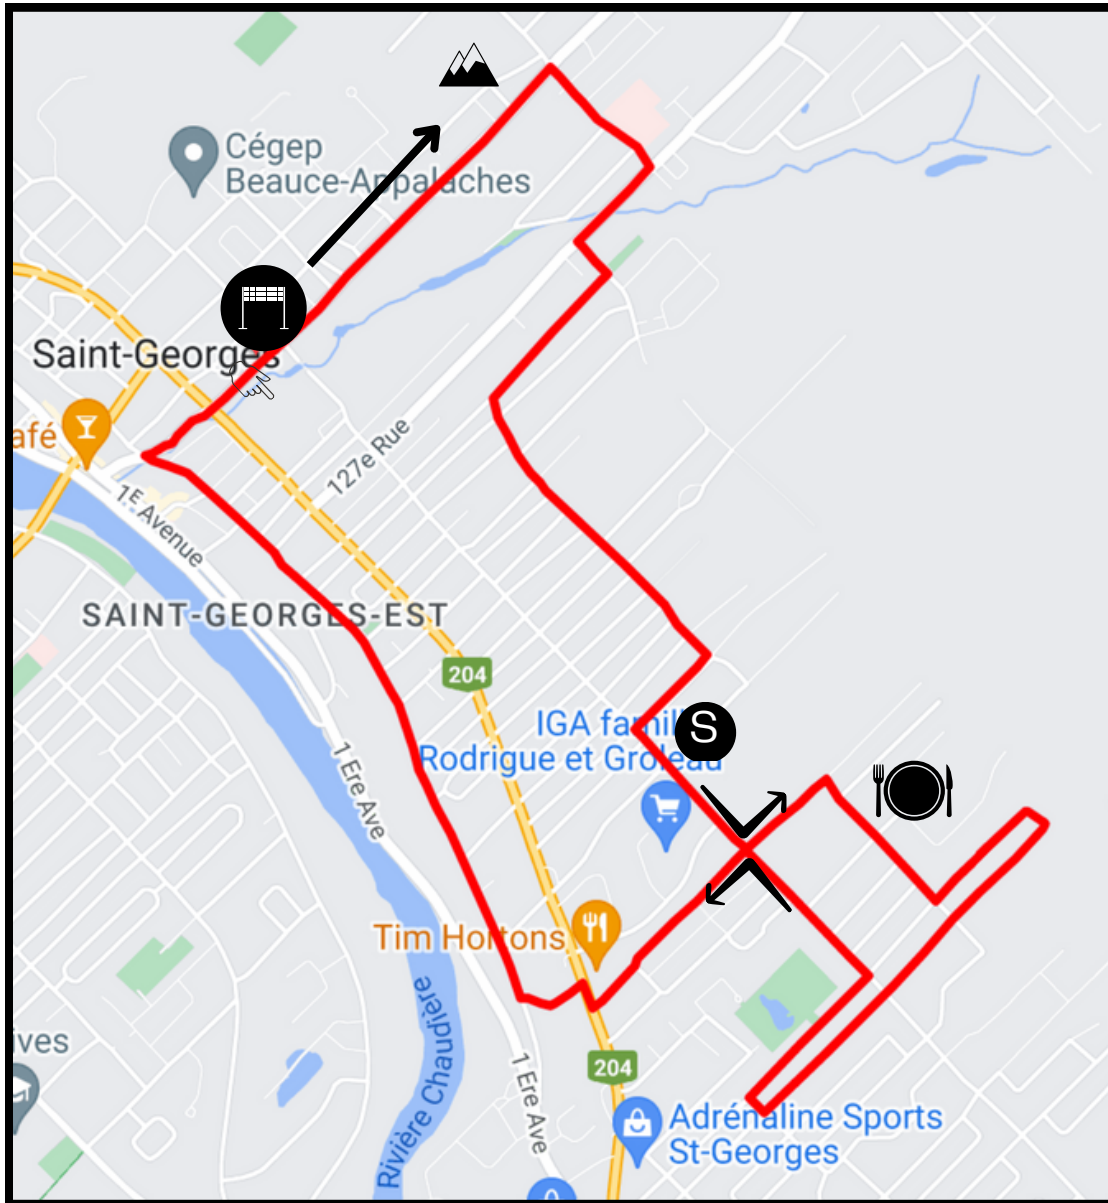 Cégep
Beauce-Appalaches
Saint-Georges
afé
127e Rue
1E Avenue
SAINT-GEORGES-EST
204
IGA famill
Rodrigue et Groleau
S
1 Ere Ave
Tim Hortons
Rivière Chaudière
ives
1 Ere Ave
204
Adrénaline Sports
St-Georges